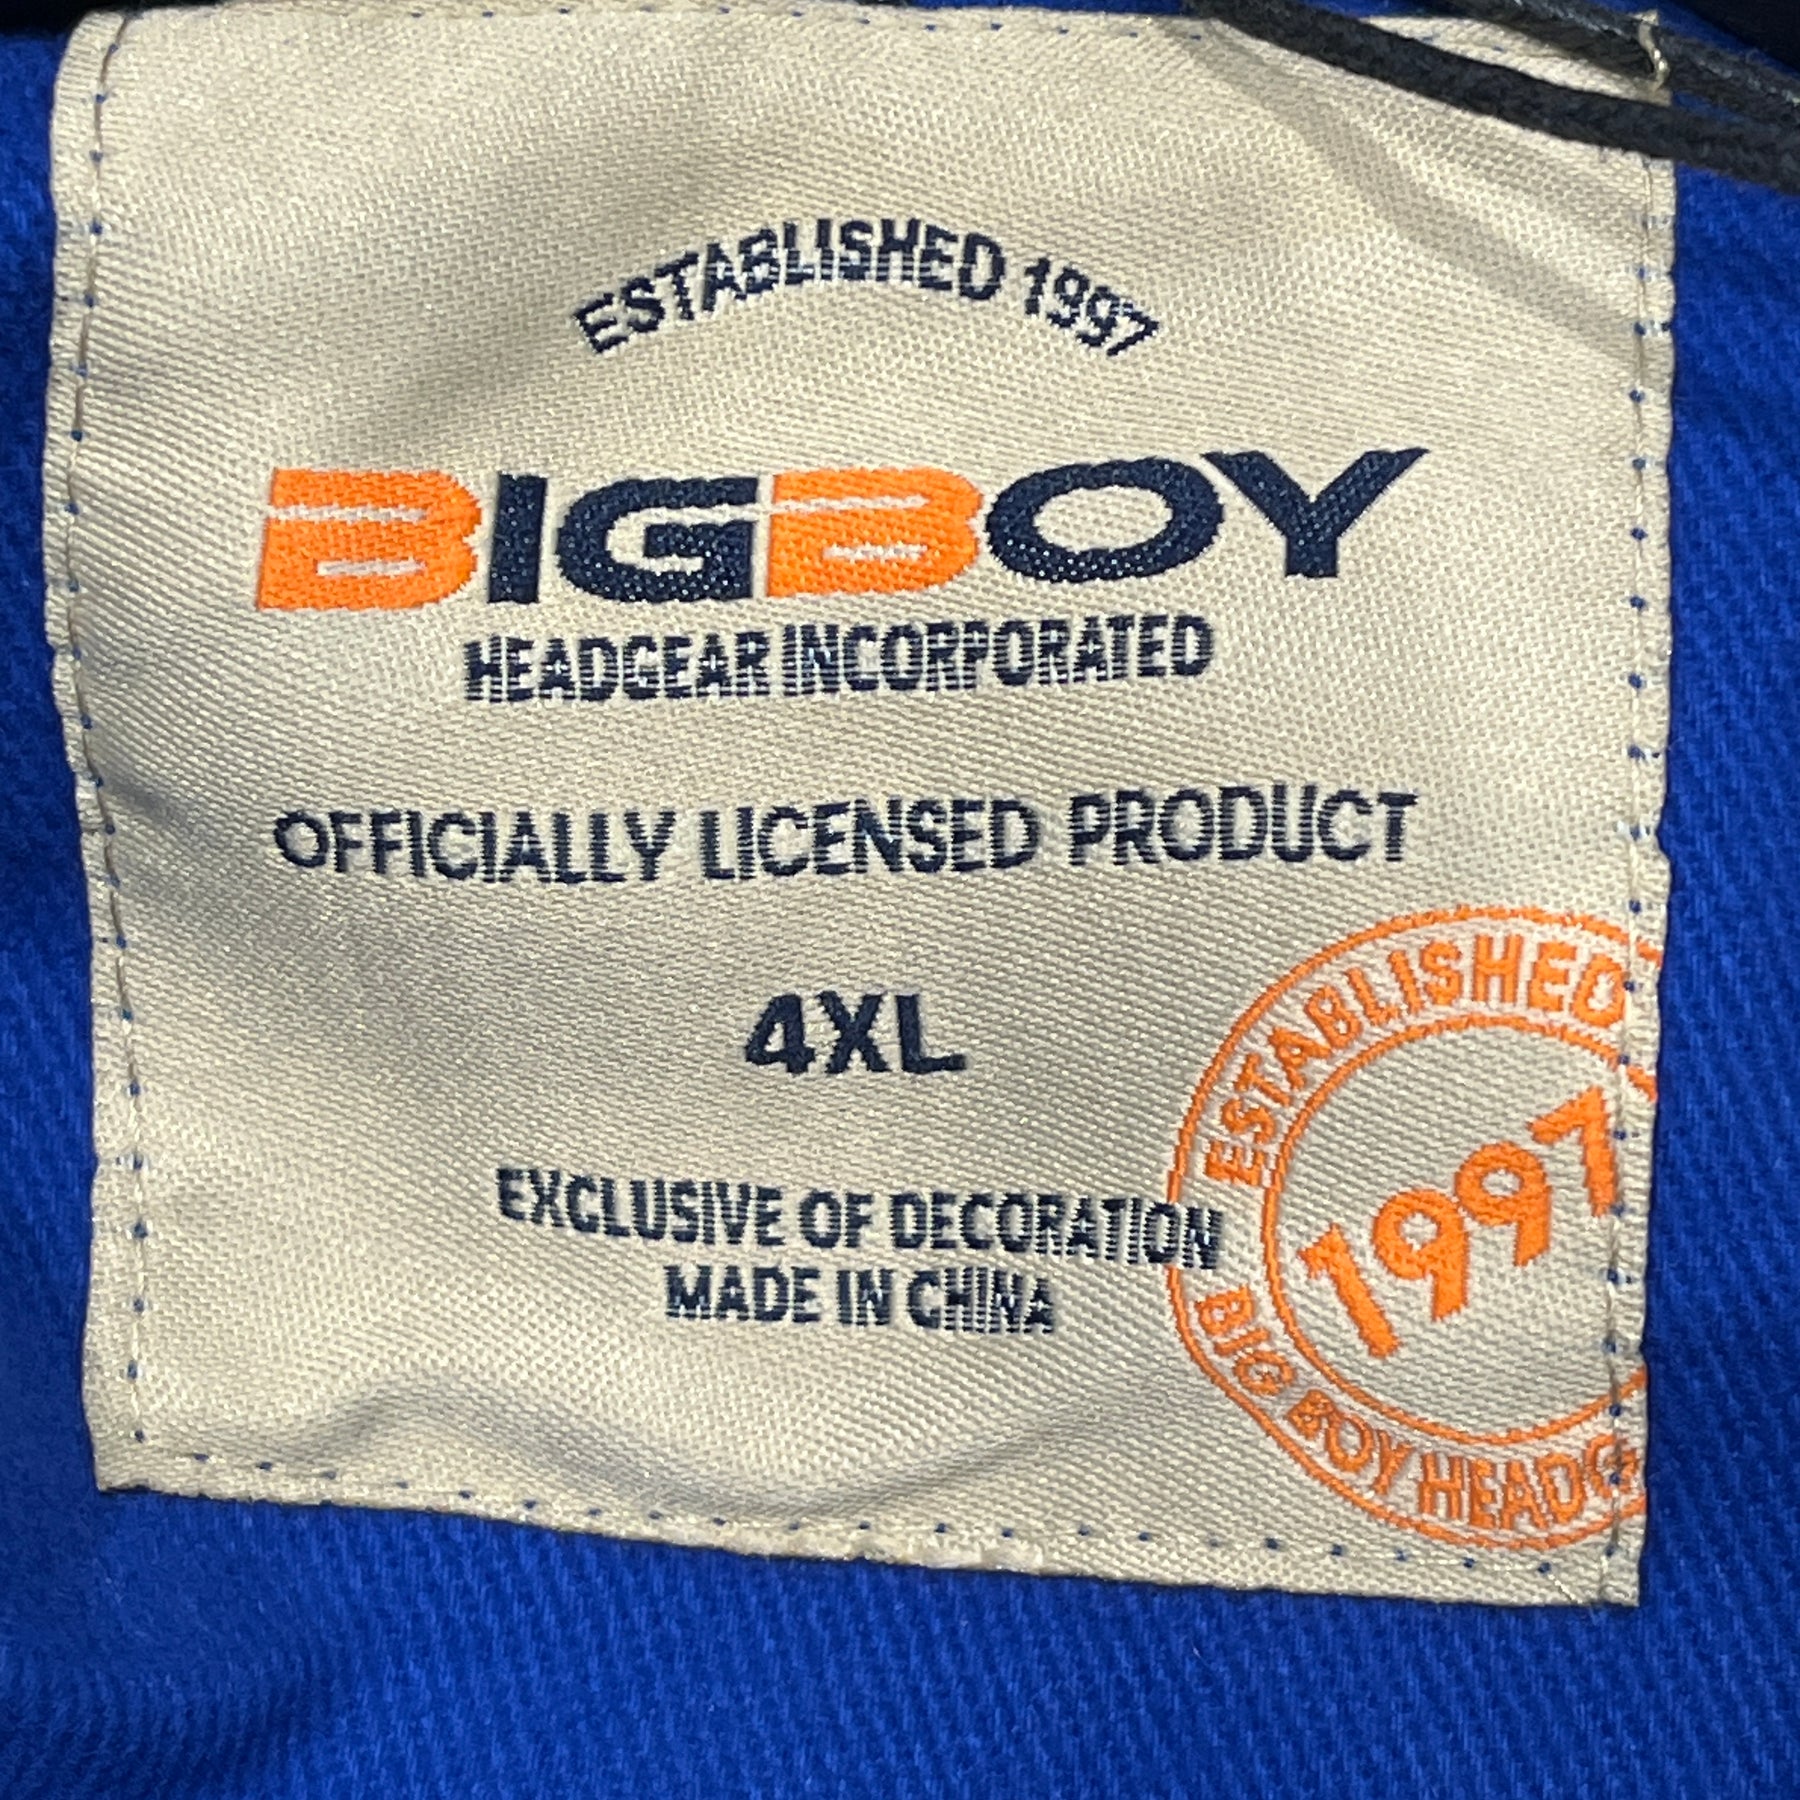 ESTABLISHED 1997
BIGBOY
HEADGEAR INCORPORATED
OFFICIALLY LICENSED PRODUCT
4XL
EXCLUSIVE OF DECORATION
MADE IN CHINA
ESTABLISHED
1997
BIG BOY HEADG